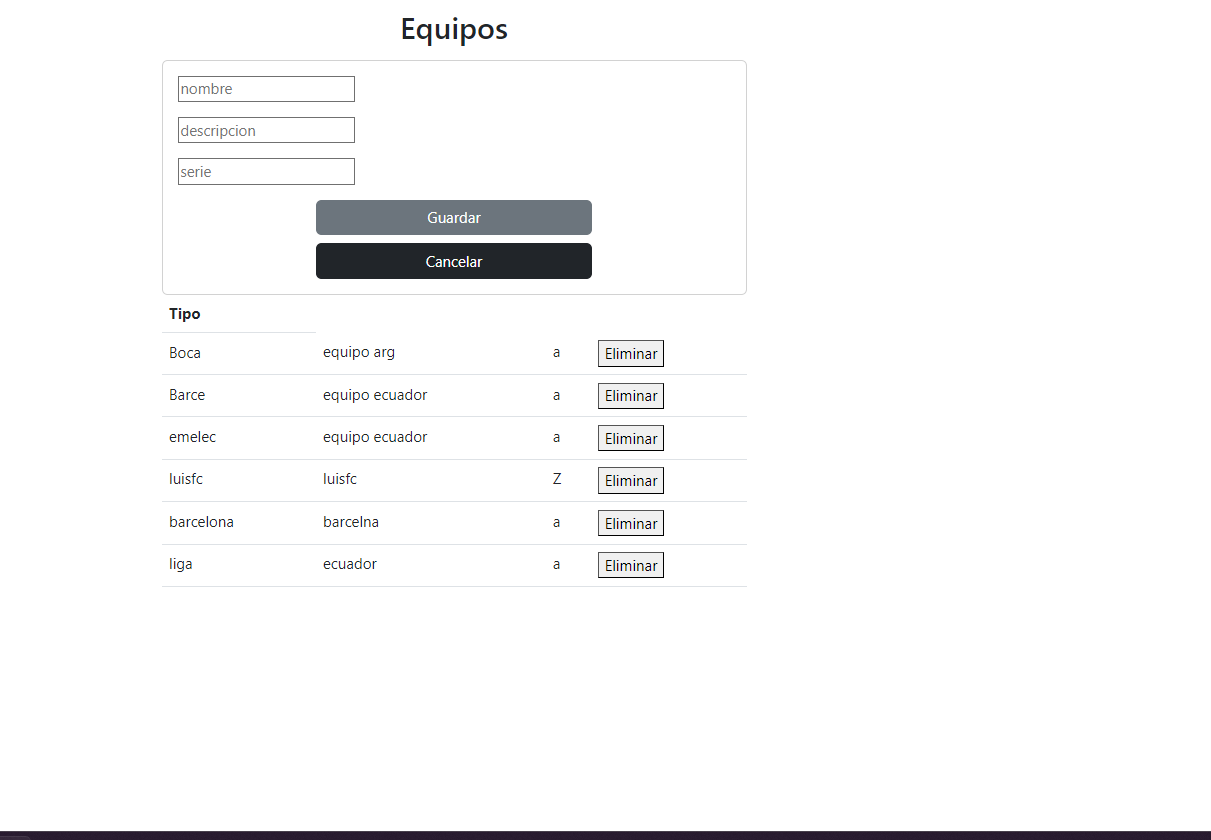 Equipos
nombre
descripcion
serie
Guardar
Cancelar
Tipo
Boca equipo arg a Eliminar
Barce equipo ecuador a Eliminar
emelec equipo ecuador a Eliminar
luisfc luisfc Z Eliminar
barcelona barcelna a Eliminar
liga ecuador a Eliminar